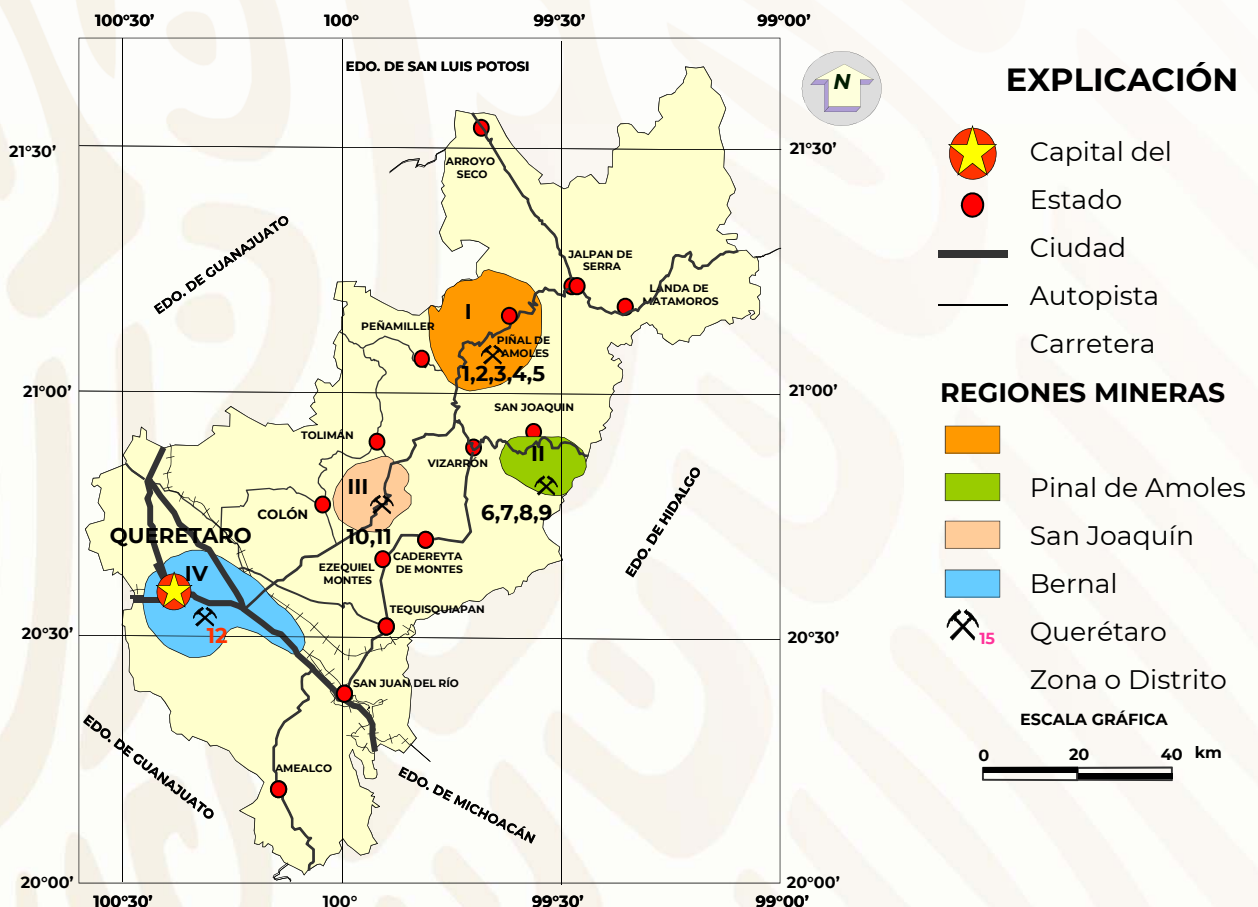 100°30’
100°
99°30’
99°00’
EDO. DE SAN LUIS POTOSI
N
EXPLICACIÓN
Capital del
Estado
Ciudad
Autopista
Carretera
21°30’
21°30’
ARROYO
SECO
EDO. DE GUANAJUATO
JALPAN DE
SERRA
LANDA DE
MATAMOROS
I
PEÑAMILLER
PIÑAL DE
AMOLES
1,2,3,4,5
21°00’
21°00’
REGIONES MINERAS
Pinal de Amoles
San Joaquín
Bernal
Querétaro
15
Zona o Distrito
SAN JOAQUIN
TOLIMÁN
VIZARRÓN
II
III
6,7,8,9
COLÓN
10,11
QUERETARO
EDO. DE HIDALGO
CADEREYTA
DE MONTES
EZEQUIEL
MONTES
IV
TEQUISQUIAPAN
12
20°30’
20°30’
SAN JUAN DEL RÍO
EDO. DE GUANAJUATO
AMEALCO
EDO. DE MICHOACÁN
ESCALA GRÁFICA
0 20 40 km
20°00’
20°00’
100°30’
100°
99°30’
99°00’